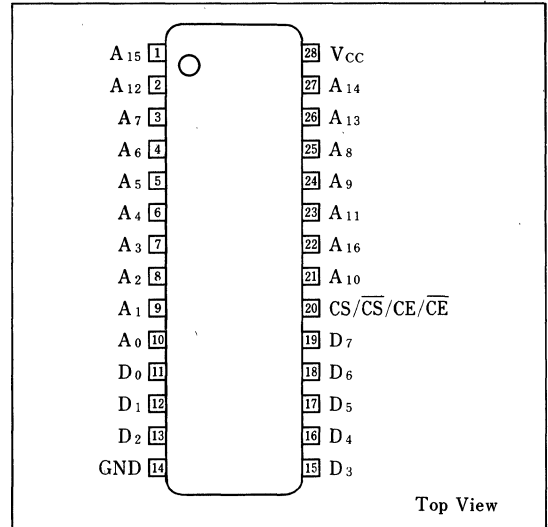 A15 1 28 VCC
A12 2 27 A14
A7 3 26 A13
A6 4 25 A8
A5 5 24 A9
A4 6 23 A11
A3 7 22 A16
A2 8 21 A10
A1 9 20 CS/C̅S̅/CE/C̅E̅
A0 10 19 D7
D0 11 18 D6
D1 12 17 D5
D2 13 16 D4
GND 14 15 D3
Top View